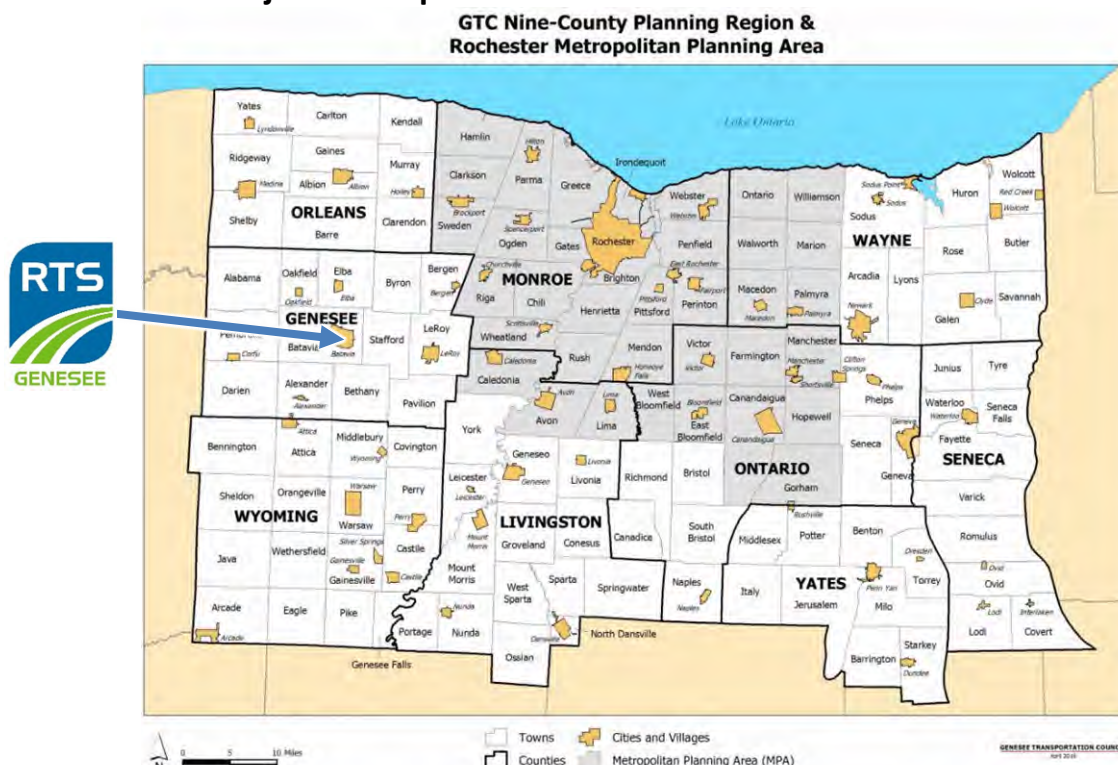 GTC Nine-County Planning Region &
Rochester Metropolitan Planning Area
Lake Ontario
RTS
GENESEE
ORLEANS
Yates
Lyndonville
Carlton
Kendall
Ridgeway
Medina
Gaines
Albion
Albion
Murray
Holley
Shelby
Barre
Clarendon
MONROE
Hamlin
Hilton
Parma
Greece
Irondequoit
Clarkson
Brockport
Sweden
Spencerport
Ogden
Gates
Rochester
Webster
Webster
Penfield
East Rochester
Brighton
Pittsford
Pittsford
Fairport
Perinton
Churchville
Riga
Chili
Scottsville
Wheatland
Henrietta
Rush
Mendon
Honeoye Falls
WAYNE
Ontario
Williamson
Sodus Point
Sodus
Sodus
Huron
Wolcott
Red Creek
Wolcott
Walworth
Marion
Rose
Butler
Macedon
Macedon
Palmyra
Palmyra
Arcadia
Newark
Lyons
Clyde
Galen
Savannah
GENESEE
Alabama
Oakfield
Oakfield
Elba
Elba
Byron
Bergen
Bergen
Corfu
Batavia
Batavia
Stafford
LeRoy
LeRoy
Darien
Alexander
Alexander
Bethany
Pavilion
WYOMING
Bennington
Attica
Attica
Middlebury
Wyoming
Covington
Sheldon
Orangeville
Warsaw
Warsaw
Perry
Perry
Java
Wethersfield
Silver Springs
Gainesville
Gainesville
Castile
Castile
Arcade
Arcade
Eagle
Pike
Genesee Falls
LIVINGSTON
Caledonia
Caledonia
Avon
Avon
Lima
Lima
York
Geneseo
Geneseo
Livonia
Livonia
Leicester
Leicester
Mount Morris
Mount
Morris
Groveland
Conesus
West
Sparta
Sparta
Springwater
Portage
Nunda
Nunda
Ossian
Dansville
North Dansville
ONTARIO
Victor
Victor
Farmington
Manchester
Manchester
Shortsville
Clifton Springs
Phelps
Phelps
West
Bloomfield
Bloomfield
East
Bloomfield
Canandaigua
Canandaigua
Hopewell
Seneca
Geneva
Geneva
Richmond
Bristol
Gorham
Rushville
Canadice
South
Bristol
Naples
Naples
SENECA
Junius
Tyre
Waterloo
Waterloo
Seneca
Falls
Fayette
Varick
Romulus
Ovid
Ovid
Lodi
Lodi
Interlaken
Covert
YATES
Middlesex
Potter
Benton
Dresden
Torrey
Italy
Jerusalem
Penn Yan
Milo
Barrington
Starkey
Dundee
0 5 10 Miles
Towns
Cities and Villages
Counties
Metropolitan Planning Area (MPA)
GENESEE TRANSPORTATION COUNCIL